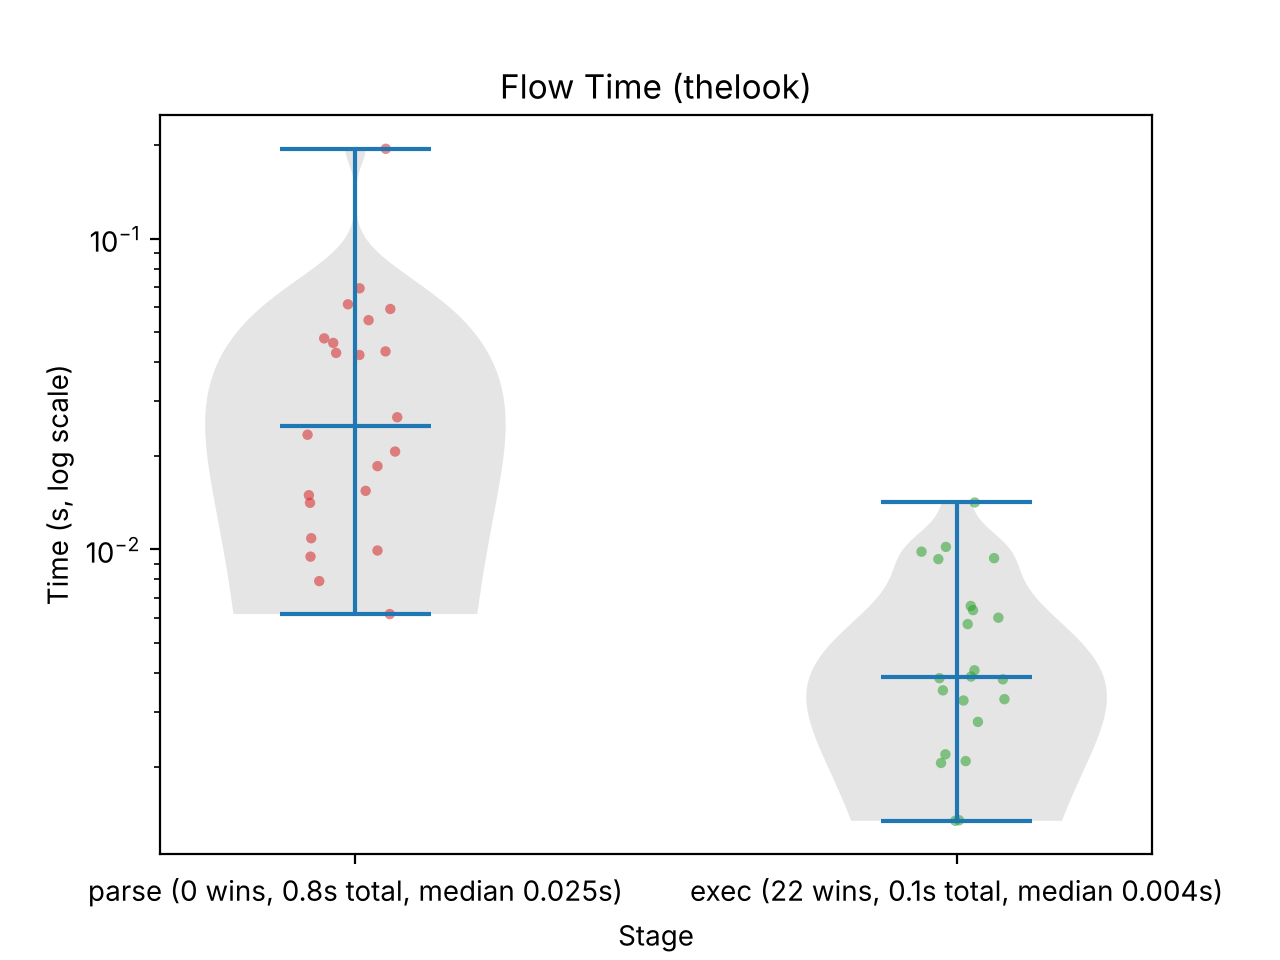 Flow Time (thelook)
Time (s, log scale)
10⁻¹
10⁻²
parse (0 wins, 0.8s total, median 0.025s)
exec (22 wins, 0.1s total, median 0.004s)
Stage